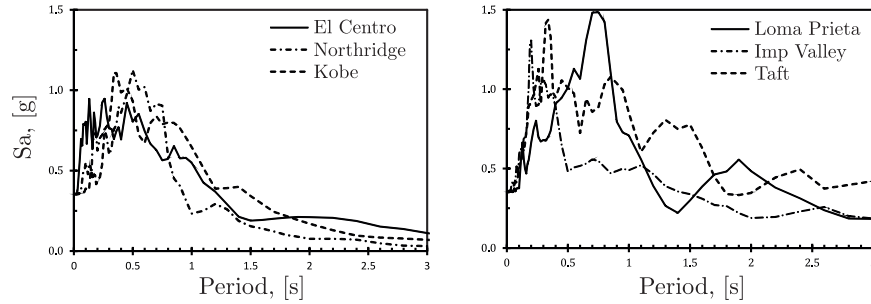 1.5
El Centro
Northridge
Kobe
1.0
Sa, [g]
0.5
0.0
0 0.5 1 1.5 2 2.5 3
Period, [s]
1.5
Loma Prieta
Imp Valley
Taft
1.0
0.5
0.0
0 0.5 1 1.5 2 2.5
Period, [s]